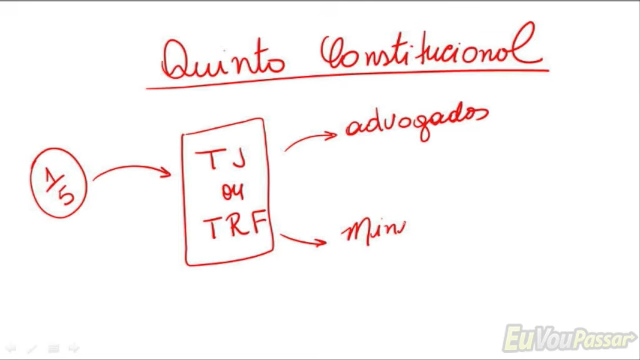 Quinto Constitucional
1/5
TJ
ou
TRF
advogados
Min
EuVouPassar